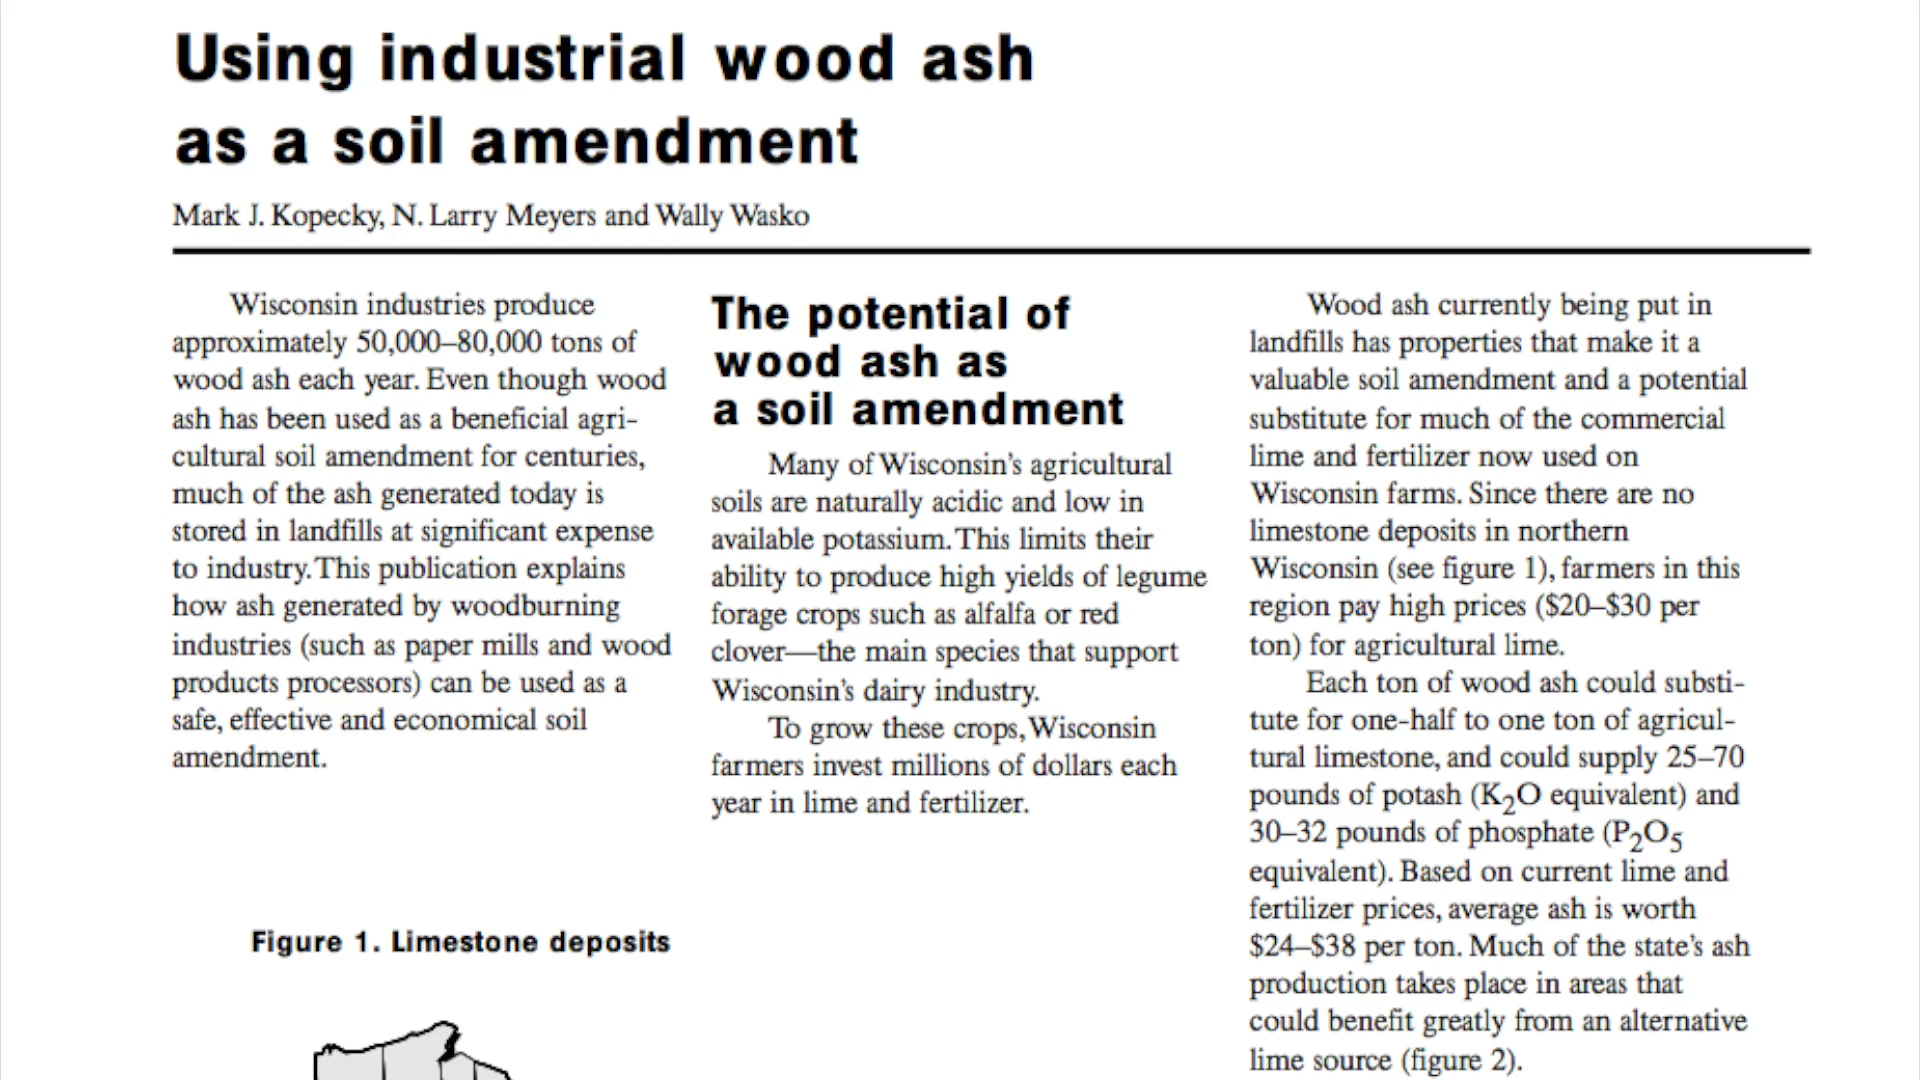 Using industrial wood ash
as a soil amendment
Mark J. Kopecky, N. Larry Meyers and Wally Wasko
Wisconsin industries produce
approximately 50,000–80,000 tons of
wood ash each year. Even though wood
ash has been used as a beneficial agri-
cultural soil amendment for centuries,
much of the ash generated today is
stored in landfills at significant expense
to industry. This publication explains
how ash generated by woodburning
industries (such as paper mills and wood
products processors) can be used as a
safe, effective and economical soil
amendment.
Figure 1. Limestone deposits
The potential of
wood ash as
a soil amendment
Many of Wisconsin's agricultural
soils are naturally acidic and low in
available potassium. This limits their
ability to produce high yields of legume
forage crops such as alfalfa or red
clover—the main species that support
Wisconsin's dairy industry.
To grow these crops, Wisconsin
farmers invest millions of dollars each
year in lime and fertilizer.
Wood ash currently being put in
landfills has properties that make it a
valuable soil amendment and a potential
substitute for much of the commercial
lime and fertilizer now used on
Wisconsin farms. Since there are no
limestone deposits in northern
Wisconsin (see figure 1), farmers in this
region pay high prices ($20–$30 per
ton) for agricultural lime.
Each ton of wood ash could substi-
tute for one-half to one ton of agricul-
tural limestone, and could supply 25–70
pounds of potash (K₂O equivalent) and
30–32 pounds of phosphate (P₂O₅
equivalent). Based on current lime and
fertilizer prices, average ash is worth
$24–$38 per ton. Much of the state's ash
production takes place in areas that
could benefit greatly from an alternative
lime source (figure 2).